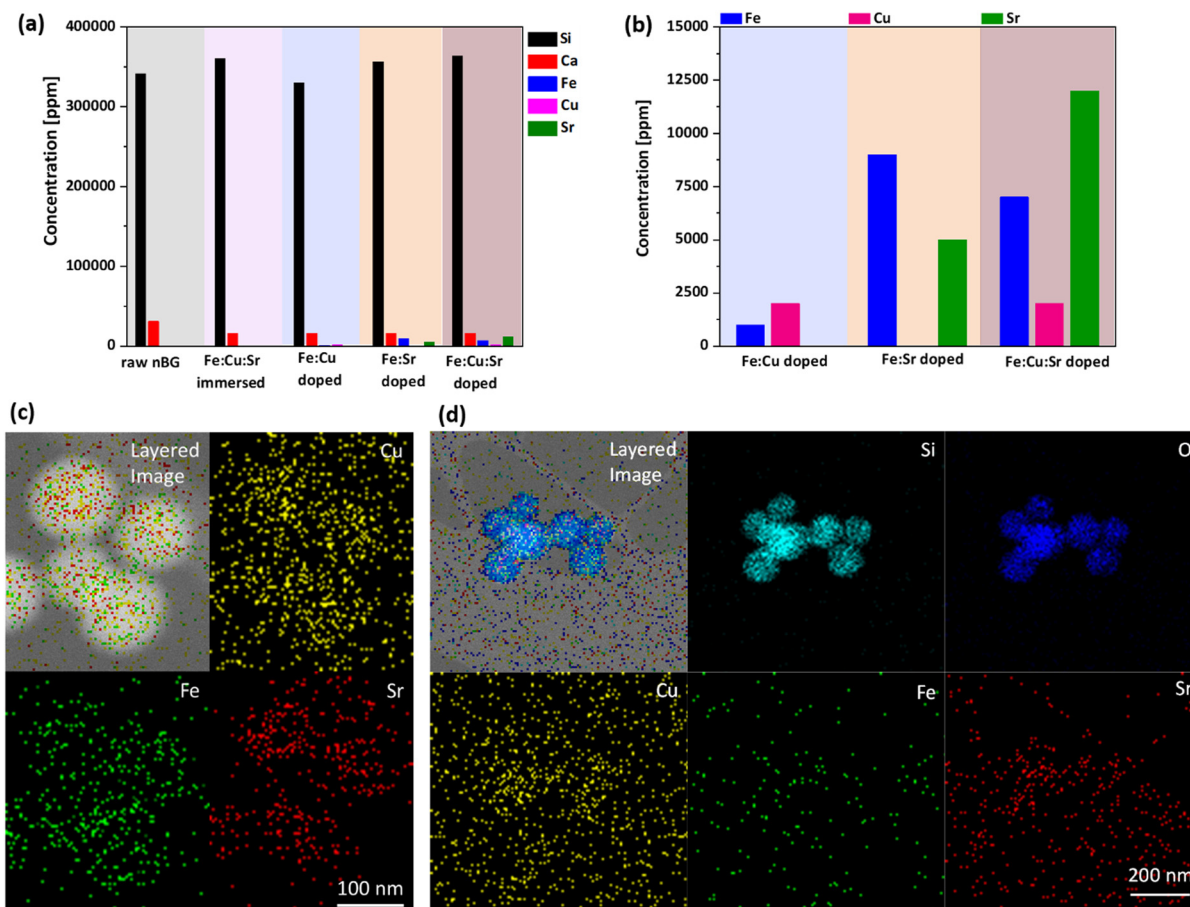 (a)
400000
300000
200000
100000
0
Concentration [ppm]
Si
Ca
Fe
Cu
Sr
raw nBG
Fe:Cu:Sr
immersed
Fe:Cu
doped
Fe:Sr
doped
Fe:Cu:Sr
doped
(b)
Fe
Cu
Sr
15000
12500
10000
7500
5000
2500
0
Concentration [ppm]
Fe:Cu doped
Fe:Sr doped
Fe:Cu:Sr doped
(c)
Layered
Image
Cu
Fe
Sr
100 nm
(d)
Layered
Image
Si
O
Cu
Fe
Sr
200 nm